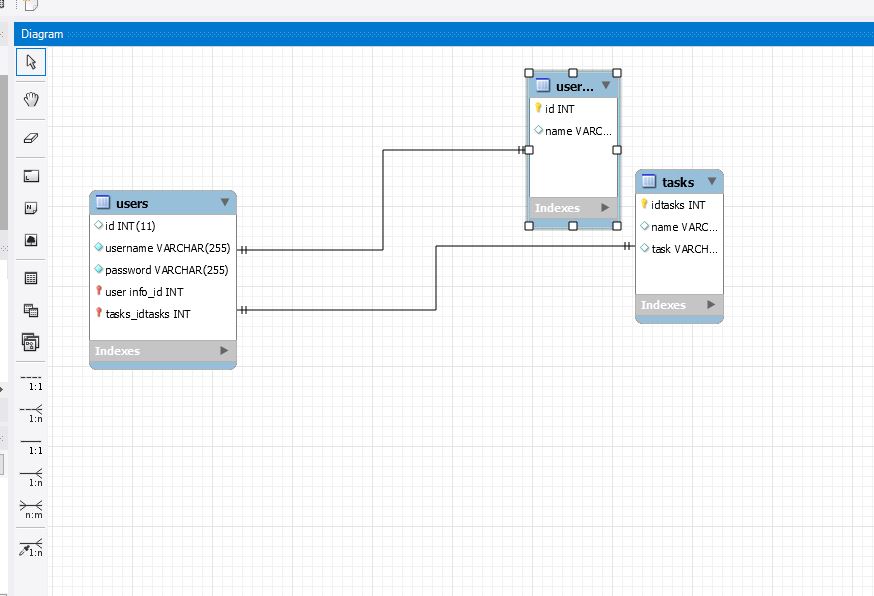 Diagram
user...
id INT
name VARC...
Indexes
tasks
idtasks INT
name VARC...
task VARCH...
Indexes
users
id INT(11)
username VARCHAR(255)
password VARCHAR(255)
user info_id INT
tasks_idtasks INT
Indexes
1:1
1:n
1:1
1:n
n:m
1:n